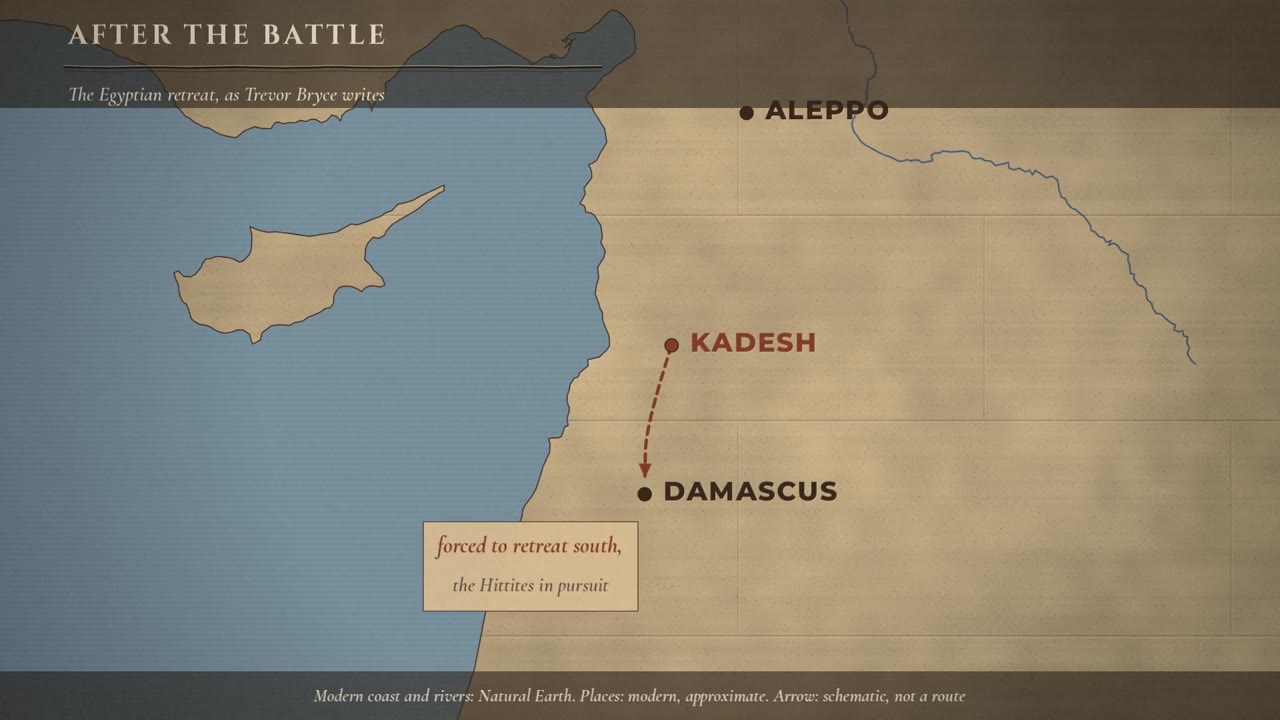 AFTER THE BATTLE
The Egyptian retreat, as Trevor Bryce writes
ALEPPO
KADESH
DAMASCUS
forced to retreat south,
the Hittites in pursuit
Modern coast and rivers: Natural Earth. Places: modern, approximate. Arrow: schematic, not a route